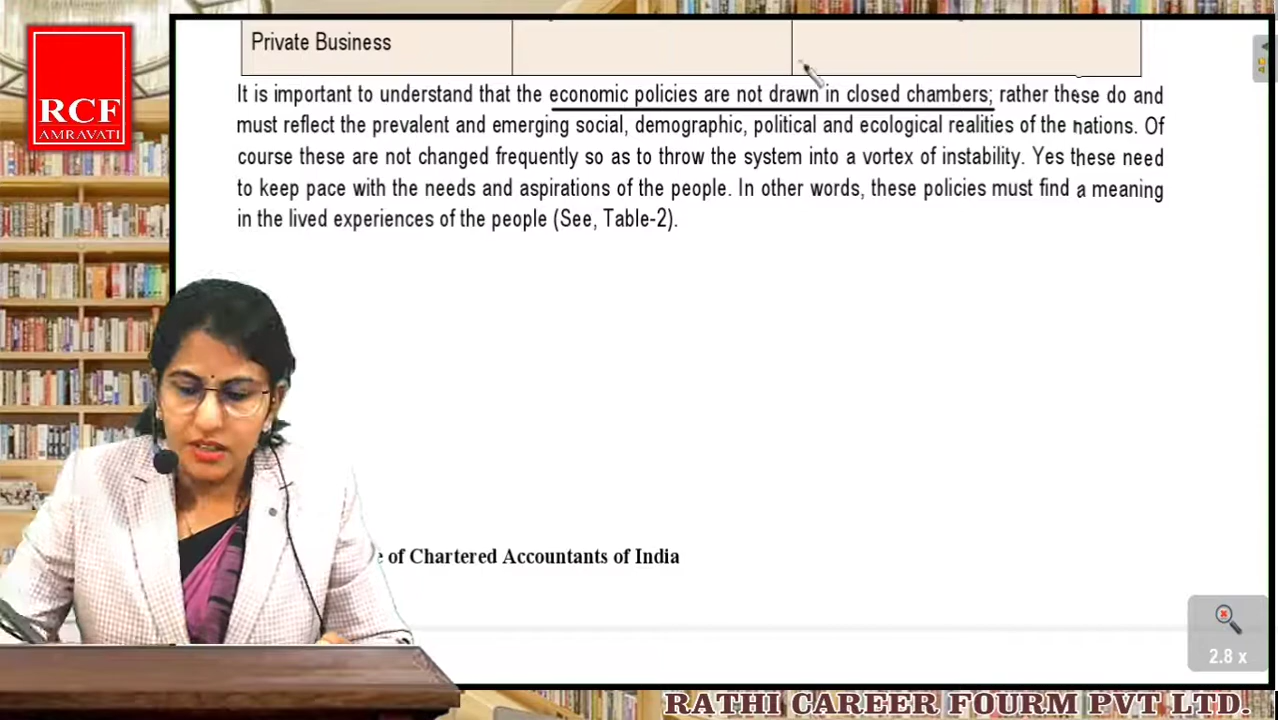 RCF
AMRAVATI
Private Business
It is important to understand that the economic policies are not drawn in closed chambers; rather these do and
must reflect the prevalent and emerging social, demographic, political and ecological realities of the nations. Of
course these are not changed frequently so as to throw the system into a vortex of instability. Yes these need
to keep pace with the needs and aspirations of the people. In other words, these policies must find a meaning
in the lived experiences of the people (See, Table-2).
of Chartered Accountants of India
2.8 x
RATHI CAREER FOURM PVT LTD.